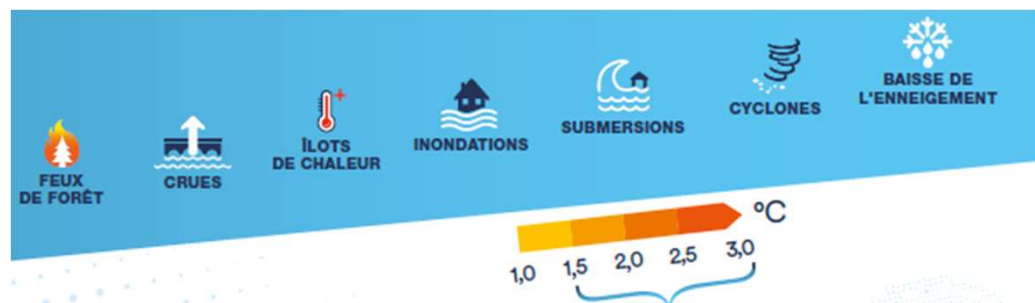 FEUX
DE FORÊT
CRUES
ÎLOTS
DE CHALEUR
INONDATIONS
SUBMERSIONS
CYCLONES
BAISSE DE
L'ENNEIGEMENT
°C
1,0 1,5 2,0 2,5 3,0